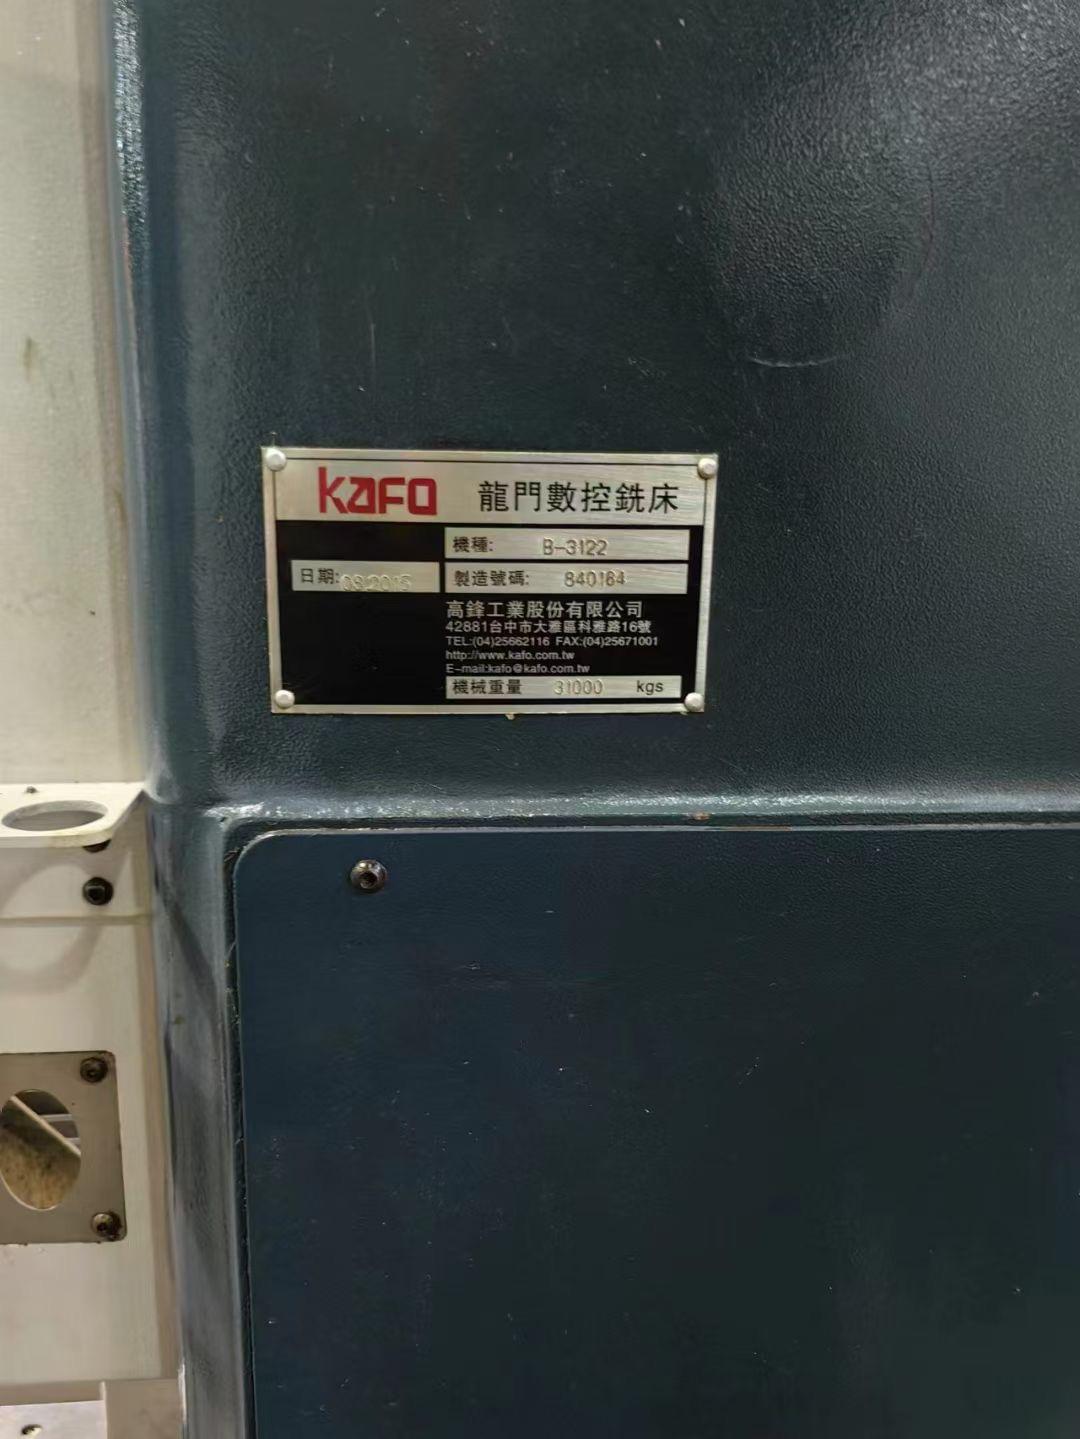 KAFO 龍門數控銑床
機種: B-3122
日期: 08/2015 製造號碼: 840184
高鋒工業股份有限公司
42881台中市大雅區科雅路16號
TEL:(04)25662116 FAX:(04)25671001
http://www.kafo.com.tw
E-mail:kafo@kafo.com.tw
機械重量 31000 kgs